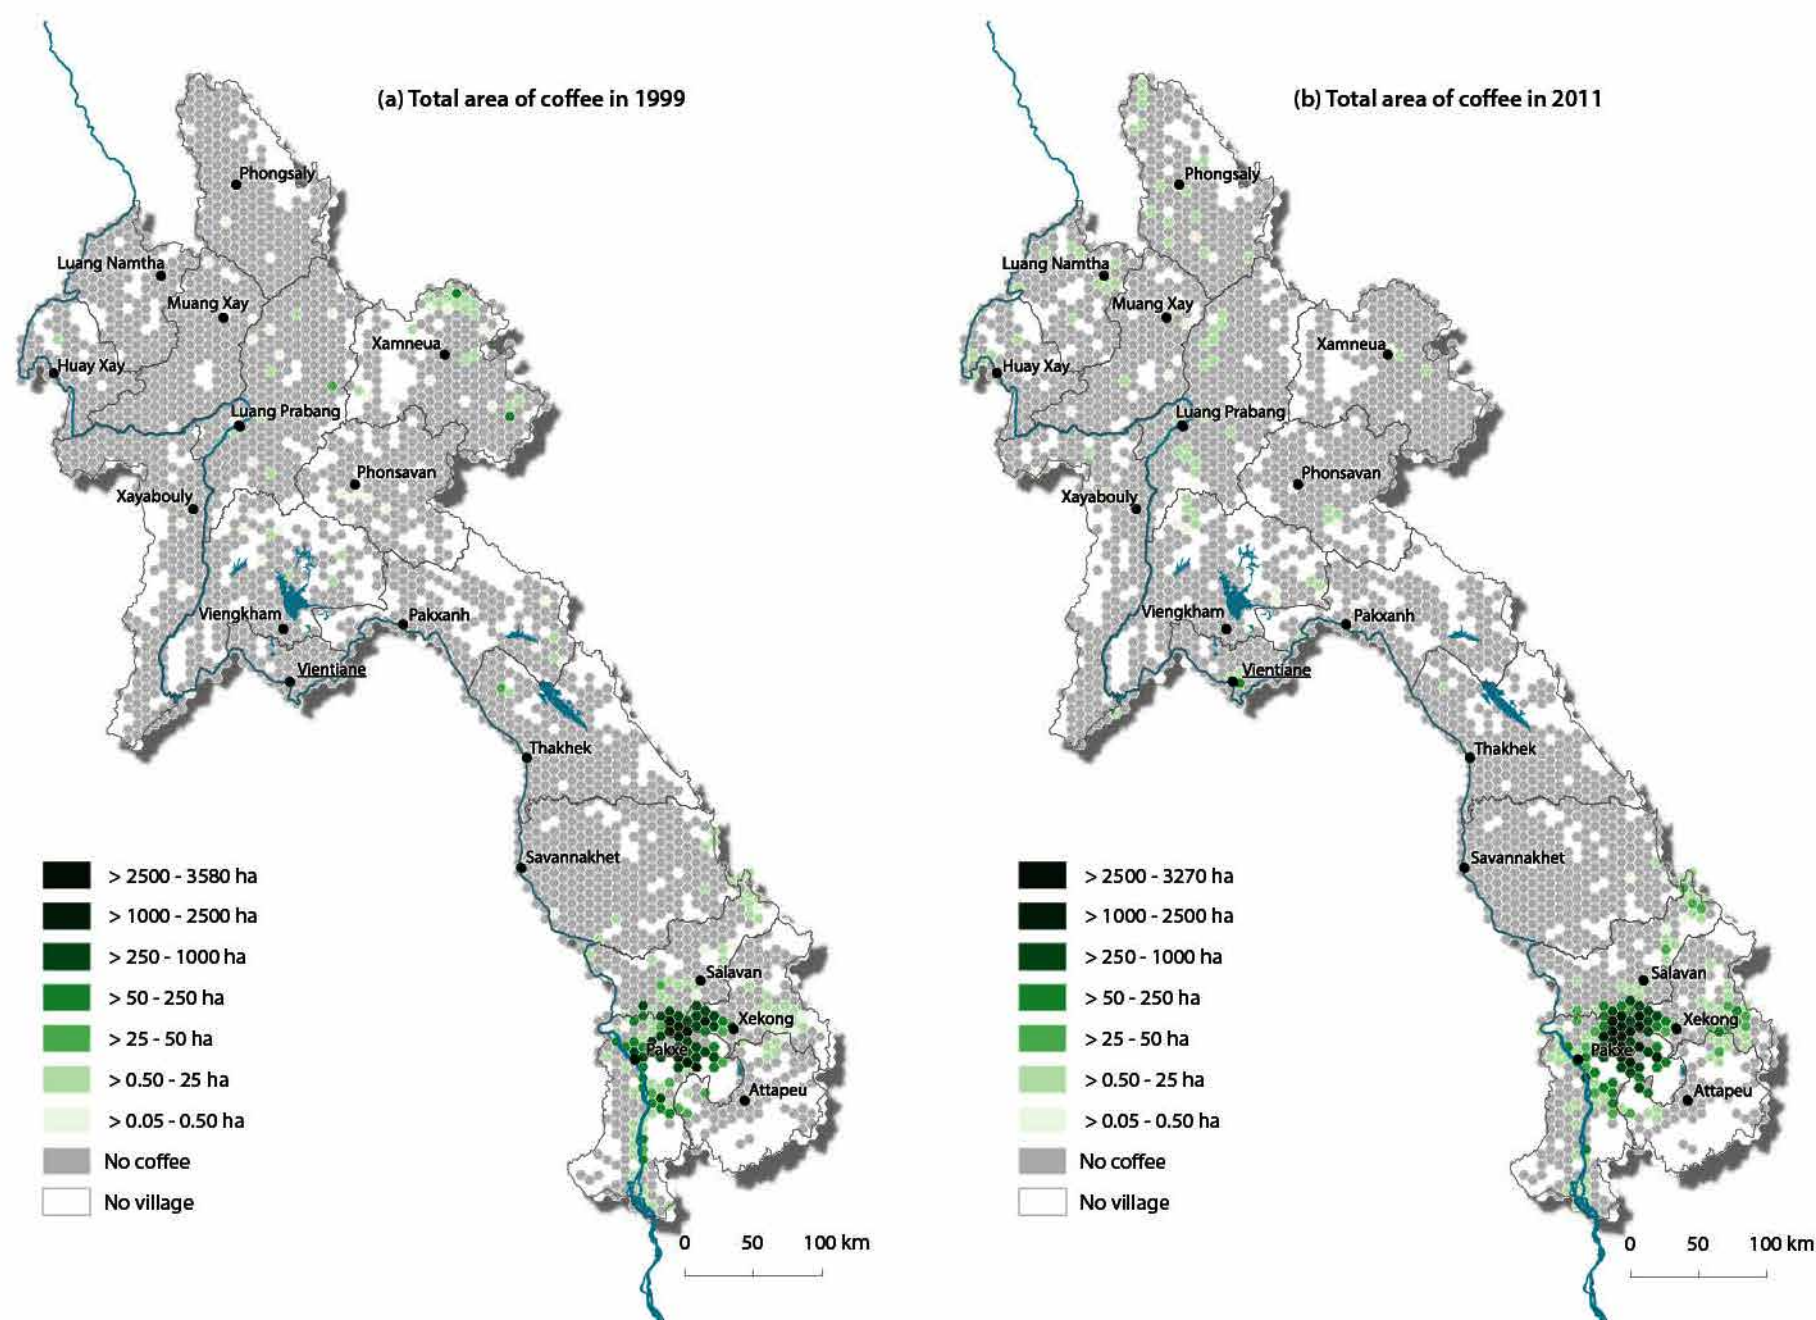 (a) Total area of coffee in 1999
Phongsaly
Luang Namtha
Muang Xay
Xamneua
Huay Xay
Luang Prabang
Phonsavan
Xayabouly
Viengkham
Pakxanh
Vientiane
Thakhek
Savannakhet
Salavan
Xekong
Pakxe
Attapeu
> 2500 - 3580 ha
> 1000 - 2500 ha
> 250 - 1000 ha
> 50 - 250 ha
> 25 - 50 ha
> 0.50 - 25 ha
> 0.05 - 0.50 ha
No coffee
No village
0 50 100 km
(b) Total area of coffee in 2011
Phongsaly
Luang Namtha
Muang Xay
Xamneua
Huay Xay
Luang Prabang
Phonsavan
Xayabouly
Viengkham
Pakxanh
Vientiane
Thakhek
Savannakhet
Salavan
Xekong
Pakxe
Attapeu
> 2500 - 3270 ha
> 1000 - 2500 ha
> 250 - 1000 ha
> 50 - 250 ha
> 25 - 50 ha
> 0.50 - 25 ha
> 0.05 - 0.50 ha
No coffee
No village
0 50 100 km